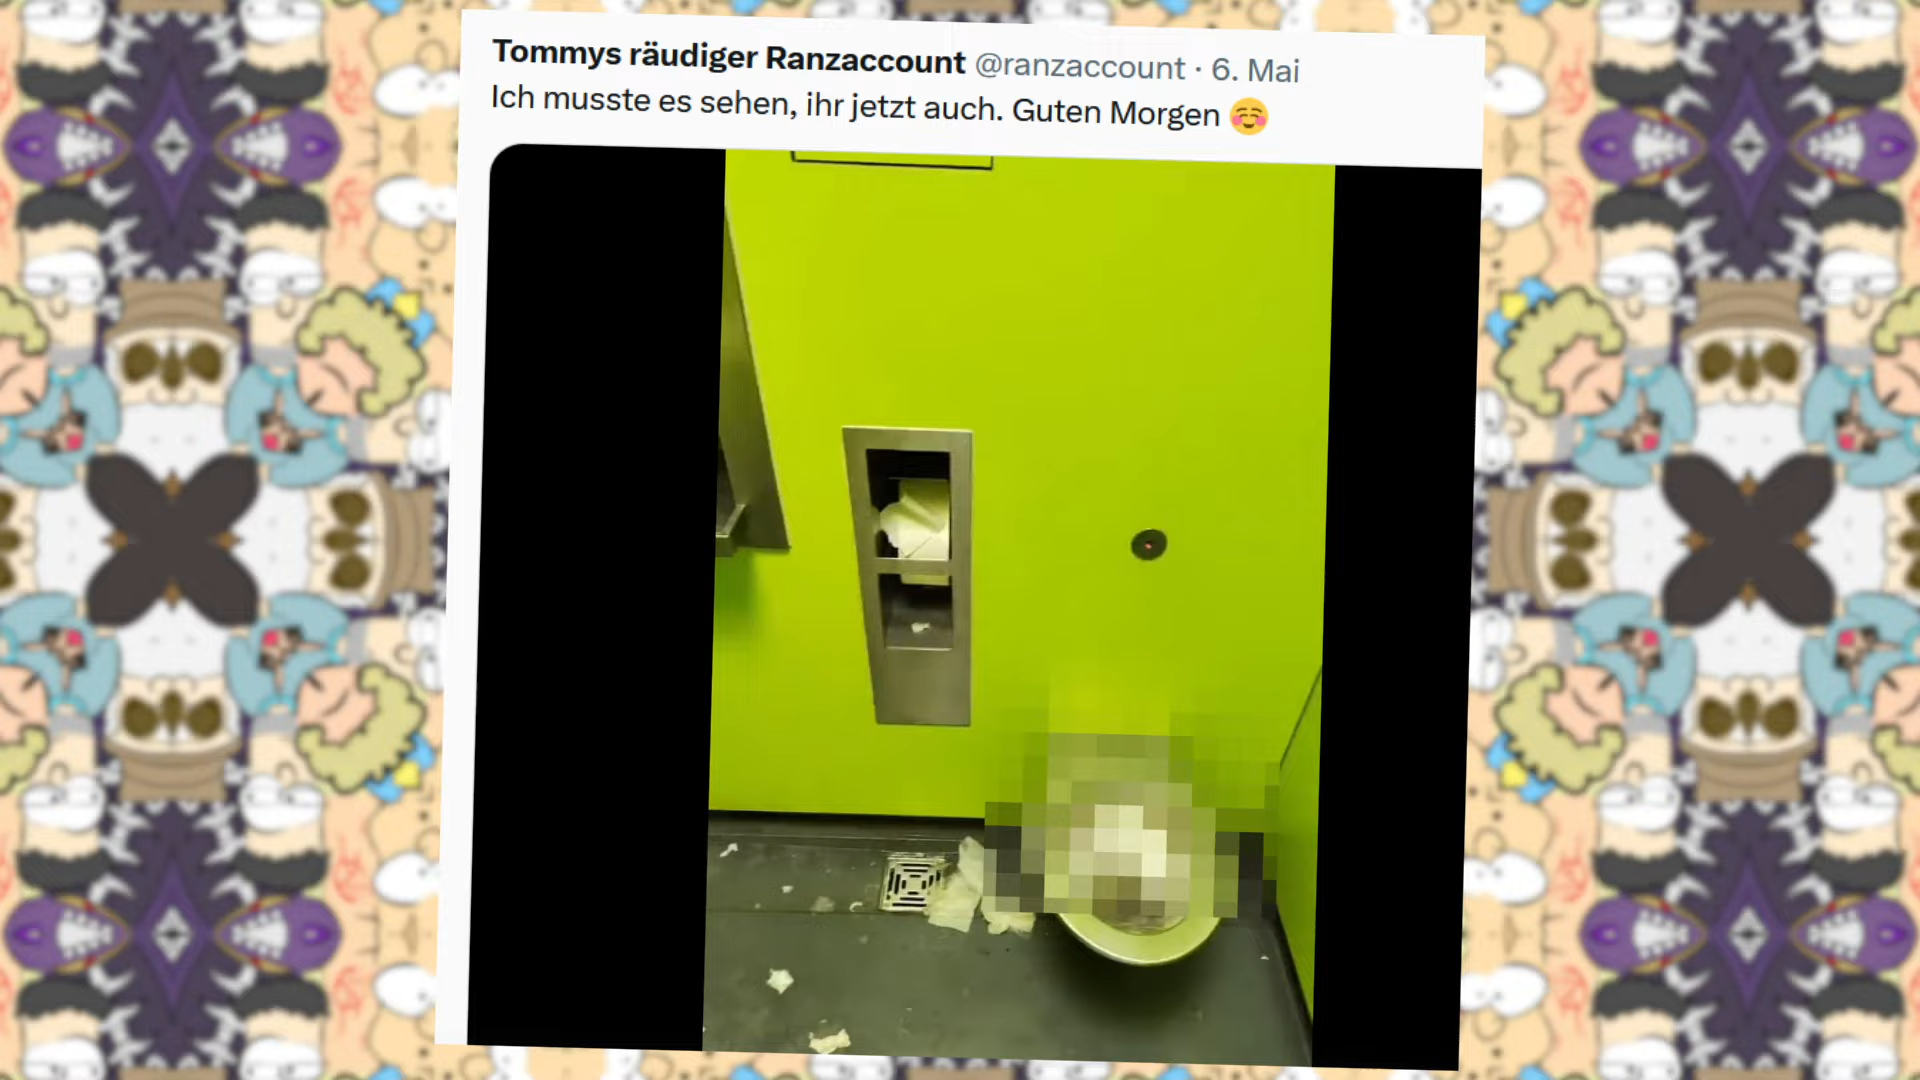 Tommys räudiger Ranzaccount @ranzaccount · 6. Mai
Ich musste es sehen, ihr jetzt auch. Guten Morgen ☺️